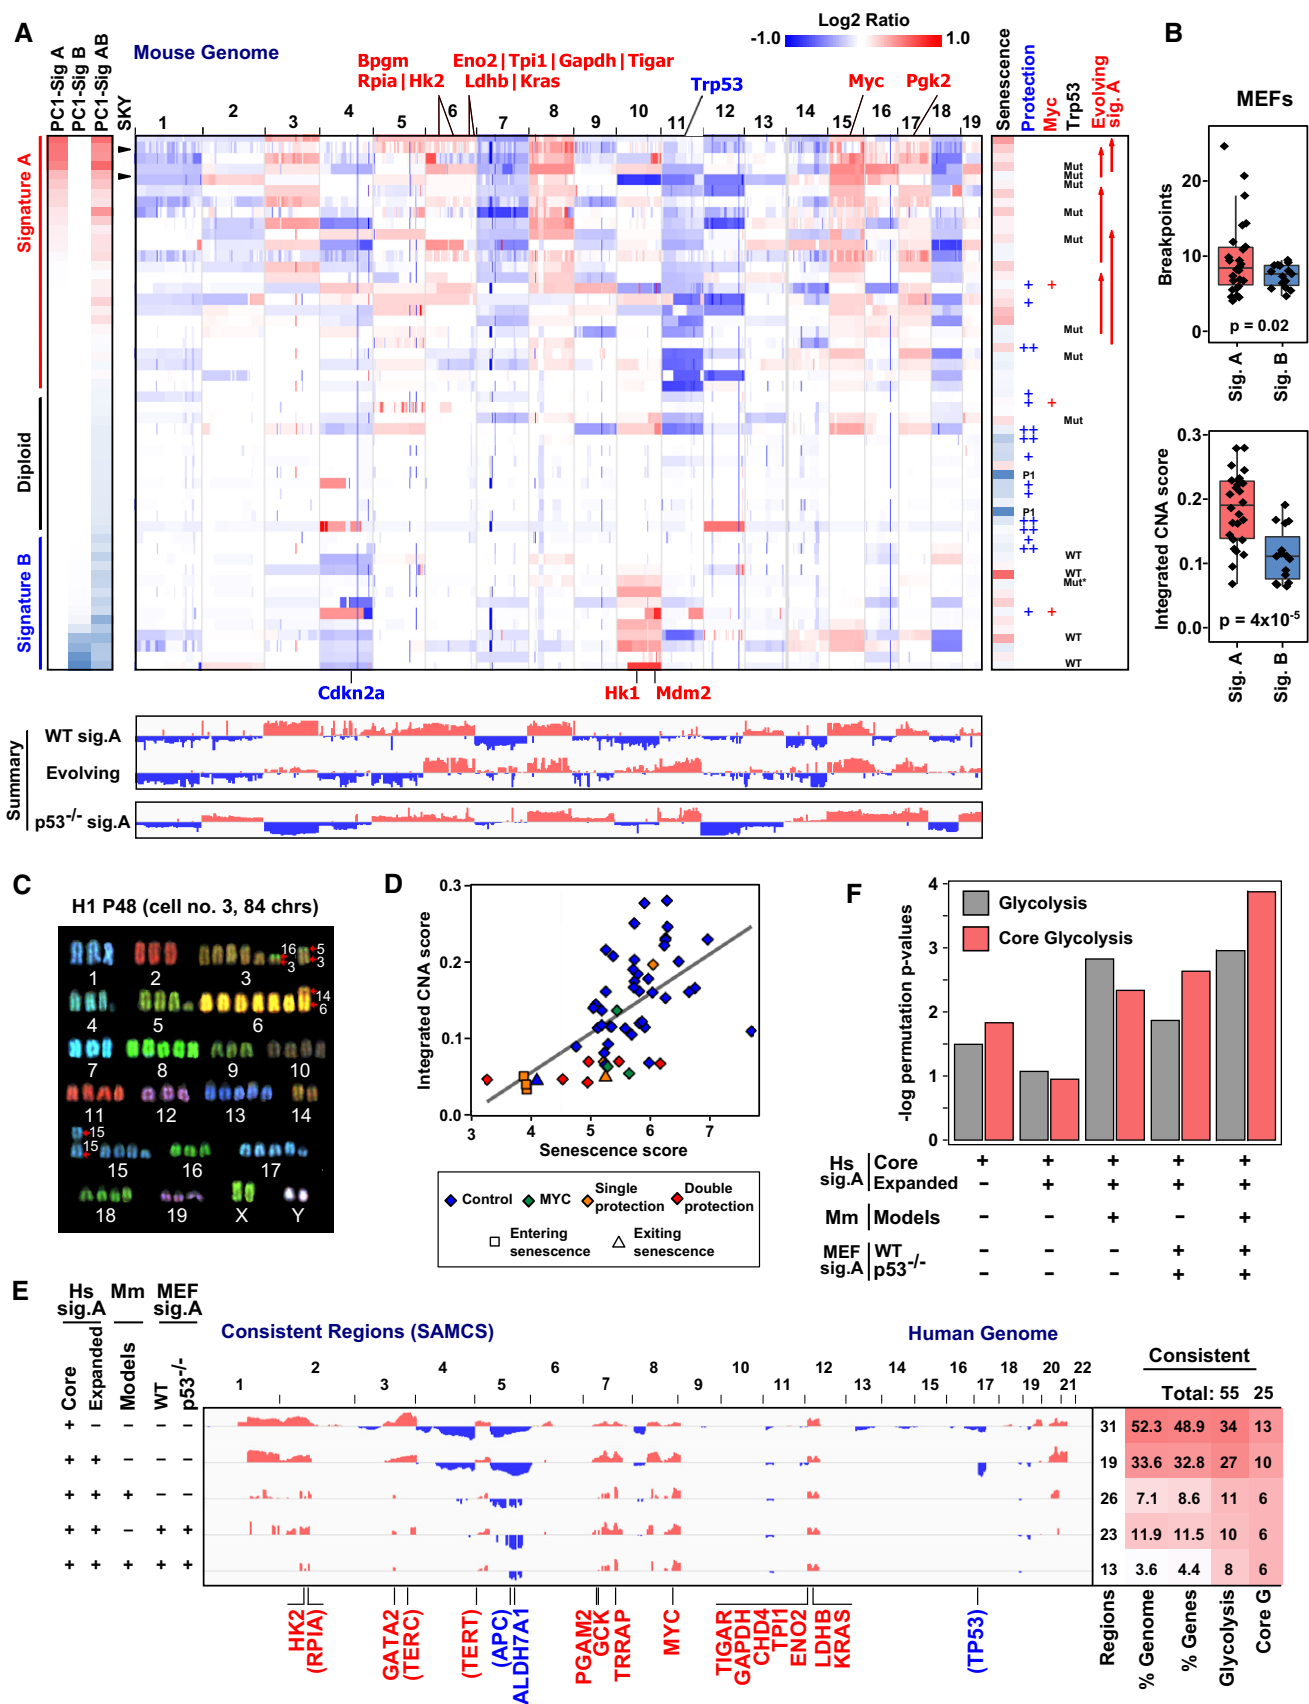 A
Mouse Genome
Log2 Ratio
-1.0 1.0
B
PC1-Sig A
PC1-Sig B
PC1-Sig AB
SKY
Bpgm
Rpia | Hk2
Eno2 | Tpi1 | Gapdh | Tigar
Ldhb | Kras
Trp53
Myc
Pgk2
Senescence
Protection
Myc
Trp53
Evolving
sig. A
1 2 3 4 5 6 7 8 9 10 11 12 13 14 15 16 17 18 19
Signature A
Diploid
Signature B
Mut
Mut
Mut
Mut
Mut
+ +
+
Mut
++
Mut
+
+ +
Mut
++
++
+
P1
+
+
P1
++
++
+
++
WT
WT
Mut*
+ +
WT
WT
Cdkn2a
Hk1
Mdm2
Summary
WT sig.A
Evolving
p53-/- sig.A
MEFs
Breakpoints
20
10
0
p = 0.02
Sig. A
Sig. B
Integrated CNA score
0.3
0.2
0.1
0.0
p = 4x10-5
Sig. A
Sig. B
C
H1 P48 (cell no. 3, 84 chrs)
16 5
3 3
1 2 3
14
6
4 5 6
7 8 9 10
11 12 13 14
15
15
15 16 17
18 19 X Y
D
Integrated CNA score
0.3
0.2
0.1
0.0
3 4 5 6 7
Senescence score
Control
MYC
Single
protection
Double
protection
Entering
senescence
Exiting
senescence
F
-log permutation p-values
4
3
2
1
0
Glycolysis
Core Glycolysis
Hs
sig.A
Core + + + + +
Expanded – + + + +
Mm Models – – + – +
MEF
sig.A
WT – – – + +
p53-/- – – – + +
E
Hs
sig.A
Mm
MEF
sig.A
Core
Expanded
Models
WT
p53-/-
Consistent Regions (SAMCS)
Human Genome
Consistent
Total: 55 25
1 2 3 4 5 6 7 8 9 10 11 12 13 14 15 16 17 18 19 20 21 22
+ – – – – 31 52.3 48.9 34 13
+ + – – – 19 33.6 32.8 27 10
+ + + – – 26 7.1 8.6 11 6
+ + – + + 23 11.9 11.5 10 6
+ + + + + 13 3.6 4.4 8 6
HK2
(RPIA)
GATA2
(TERC)
(TERT)
(APC)
ALDH7A1
PGAM2
GCK
TRRAP
MYC
TIGAR
GAPDH
CHD4
TPI1
ENO2
LDHB
KRAS
(TP53)
Regions
% Genome
% Genes
Glycolysis
Core G